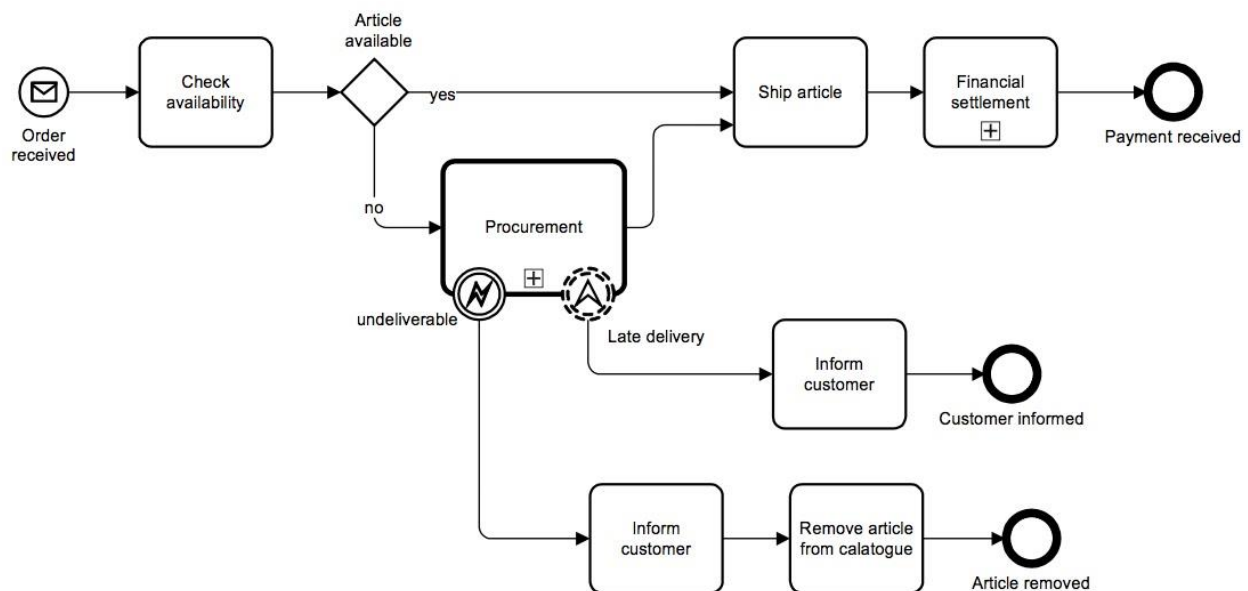 Article
available
Check
availability
yes
Ship article
Financial
settlement
Order
received
Payment received
no
Procurement
undeliverable
Late delivery
Inform
customer
Customer informed
Inform
customer
Remove article
from calatogue
Article removed